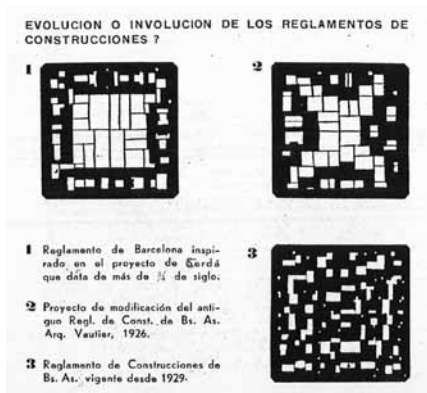 EVOLUCION O INVOLUCION DE LOS REGLAMENTOS DE
CONSTRUCCIONES ?
1
2
1 Reglamento de Barcelona inspi-
rado en el proyecto de Cerdá
que data de más de ¾ de siglo.
2 Proyecto de modificación del anti-
guo Regl. de Const. de Bs. As.
Arq. Vautier, 1926.
3
3 Reglamento de Construcciones de
Bs. As. vigente desde 1929-